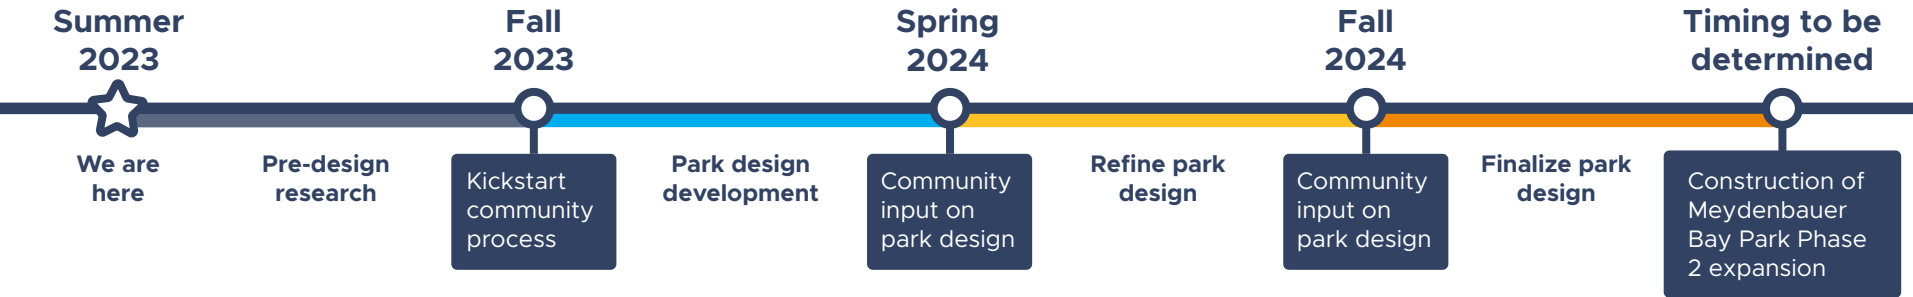 Summer
2023
Fall
2023
Spring
2024
Fall
2024
Timing to be
determined
We are
here
Pre-design
research
Kickstart
community
process
Park design
development
Community
input on
park design
Refine park
design
Community
input on
park design
Finalize park
design
Construction of
Meydenbauer
Bay Park Phase
2 expansion